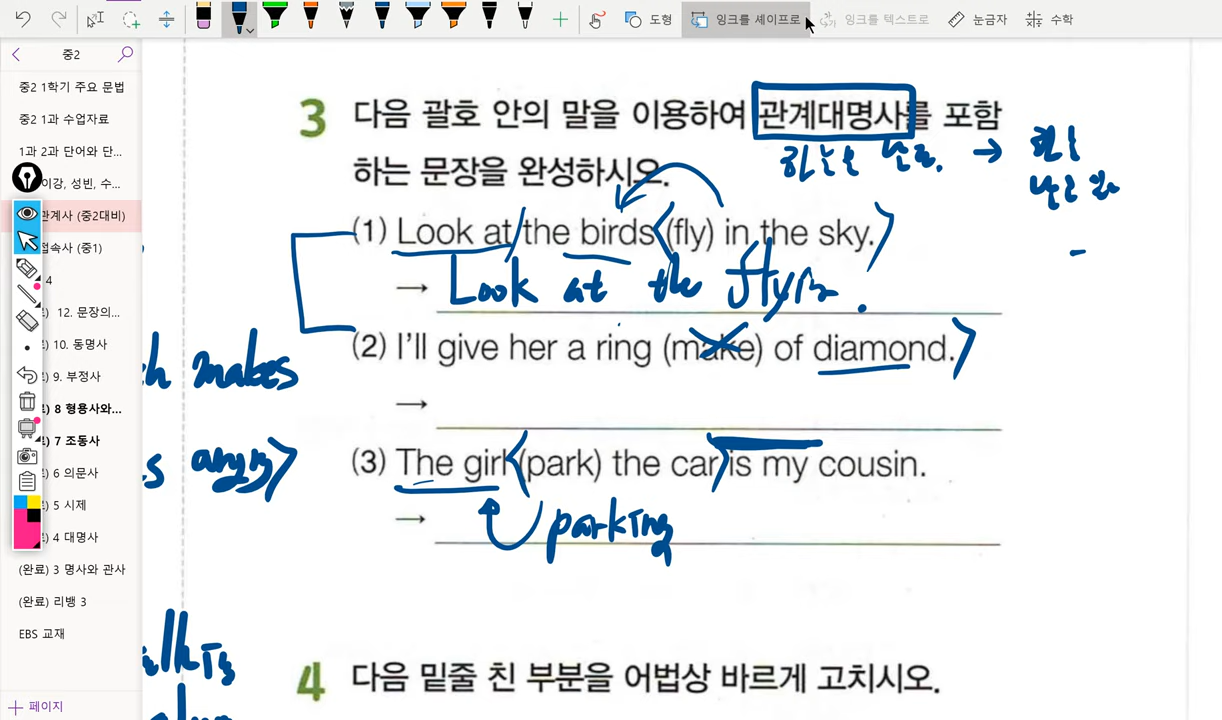 도형
잉크를 셰이프로
잉크를 텍스트로
눈금자
수학
중2
중2 1학기 주요 문법
중2 1과 수업자료
1과 2과 단어와 단...
이강, 성빈, 수...
관계사 (중2대비)
접속사 (중1)
4
12. 문장의...
10. 동명사
9. 부정사
8 형용사와...
7 조동사
6 의문사
5 시제
4 대명사
(완료) 3 명사와 관사
(완료) 리뱅 3
EBS 교재
페이지
3 다음 괄호 안의 말을 이용하여 관계대명사를 포함
하는 문장을 완성하시오.
(1) Look at the birds (fly) in the sky.
→ Look at the
(2) I'll give her a ring (make) of diamond.
makes
→
angry
(3) The girl (park) the car is my cousin.
→ parking
4 다음 밑줄 친 부분을 어법상 바르게 고치시오.